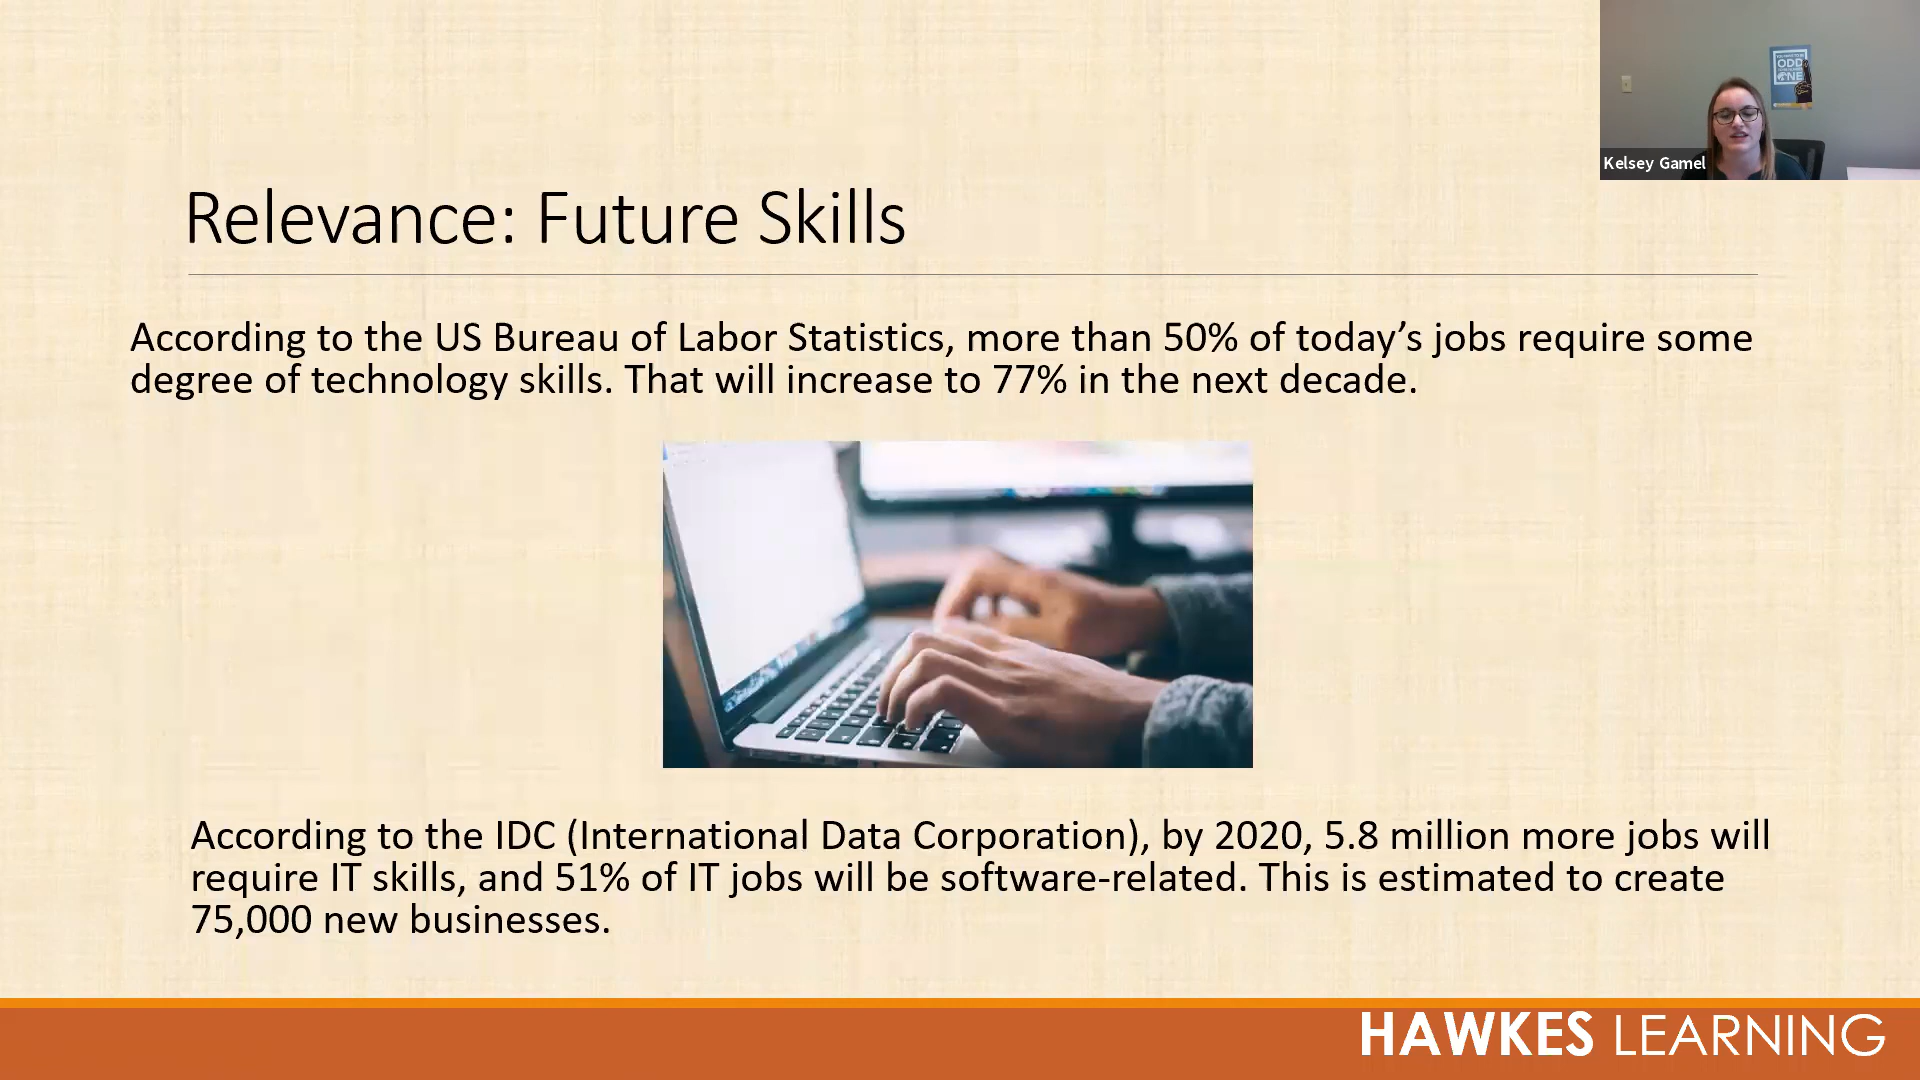 ODD
ONE
Kelsey Gamel
Relevance: Future Skills
According to the US Bureau of Labor Statistics, more than 50% of today’s jobs require some
degree of technology skills. That will increase to 77% in the next decade.
According to the IDC (International Data Corporation), by 2020, 5.8 million more jobs will
require IT skills, and 51% of IT jobs will be software-related. This is estimated to create
75,000 new businesses.
HAWKES LEARNING